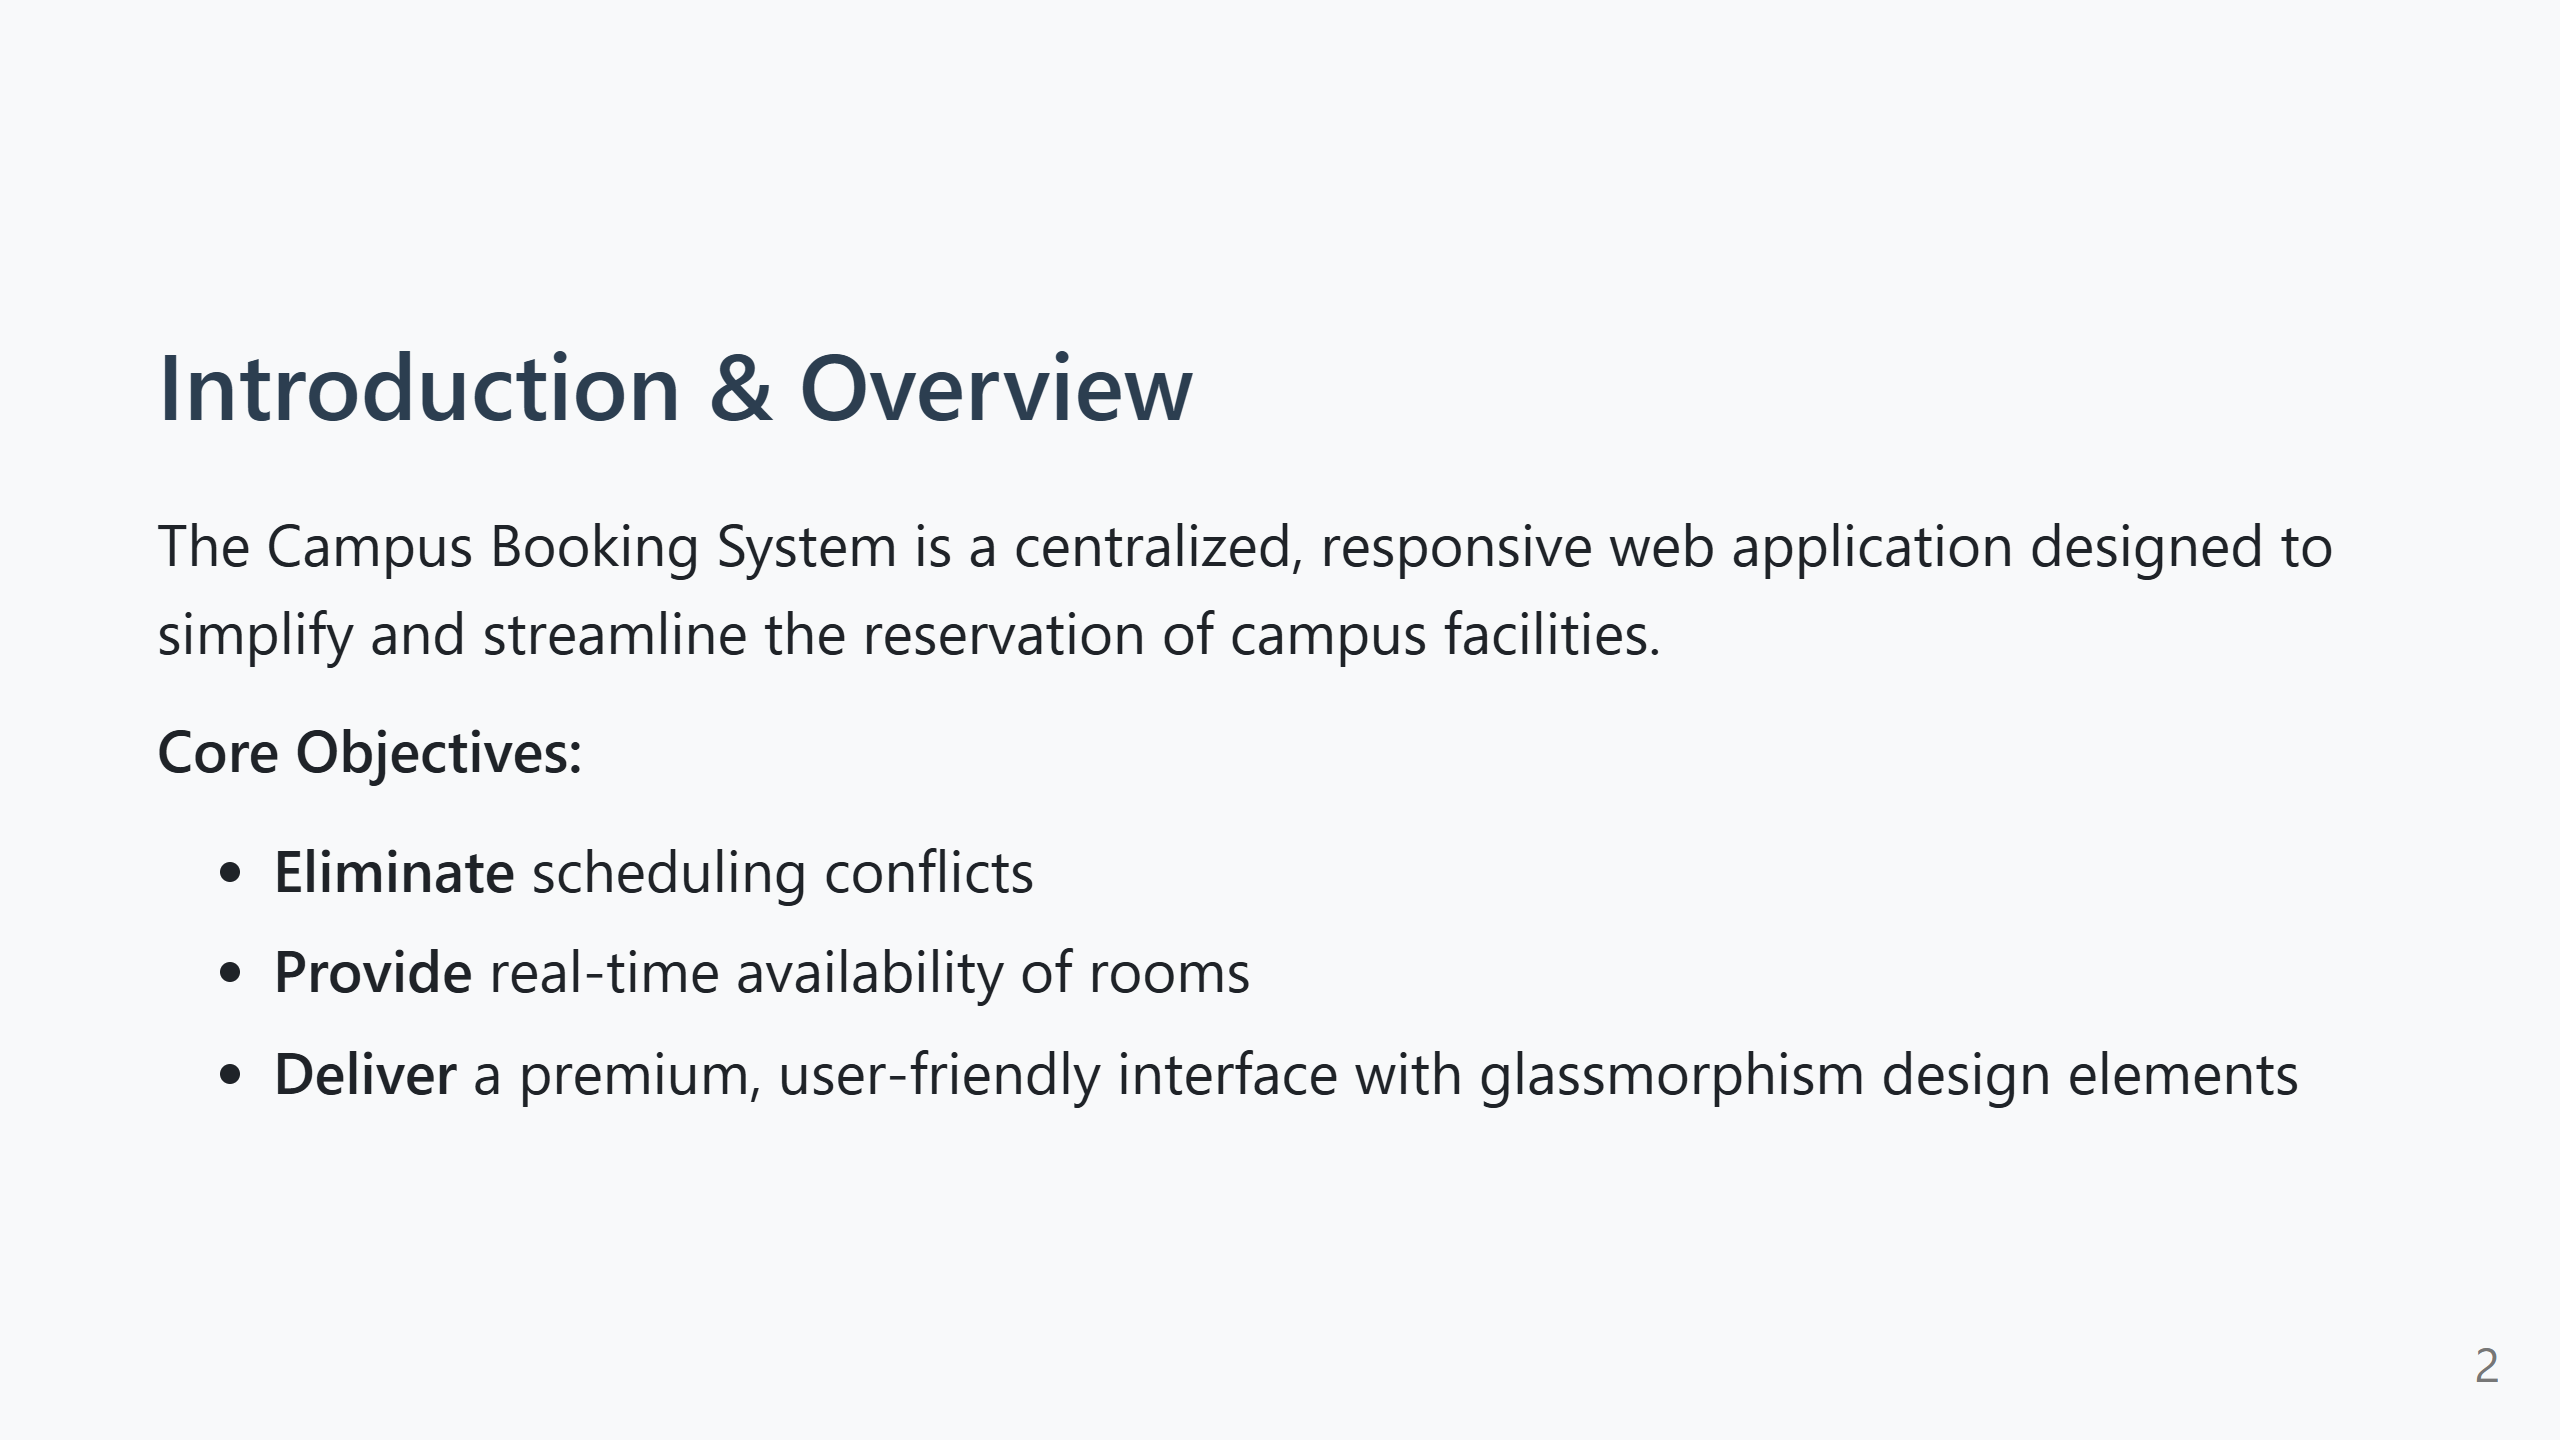 Introduction & Overview
The Campus Booking System is a centralized, responsive web application designed to
simplify and streamline the reservation of campus facilities.
Core Objectives:
• Eliminate scheduling conflicts
• Provide real-time availability of rooms
• Deliver a premium, user-friendly interface with glassmorphism design elements
2